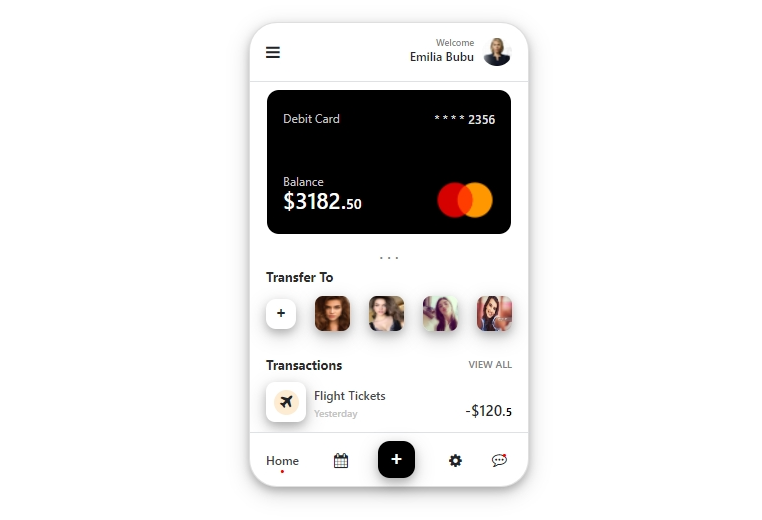 Welcome
Emilia Bubu
Debit Card
* * * * 2356
Balance
$3182.50
...
Transfer To
+
Transactions
VIEW ALL
Flight Tickets
Yesterday
-$120.5
Home
+